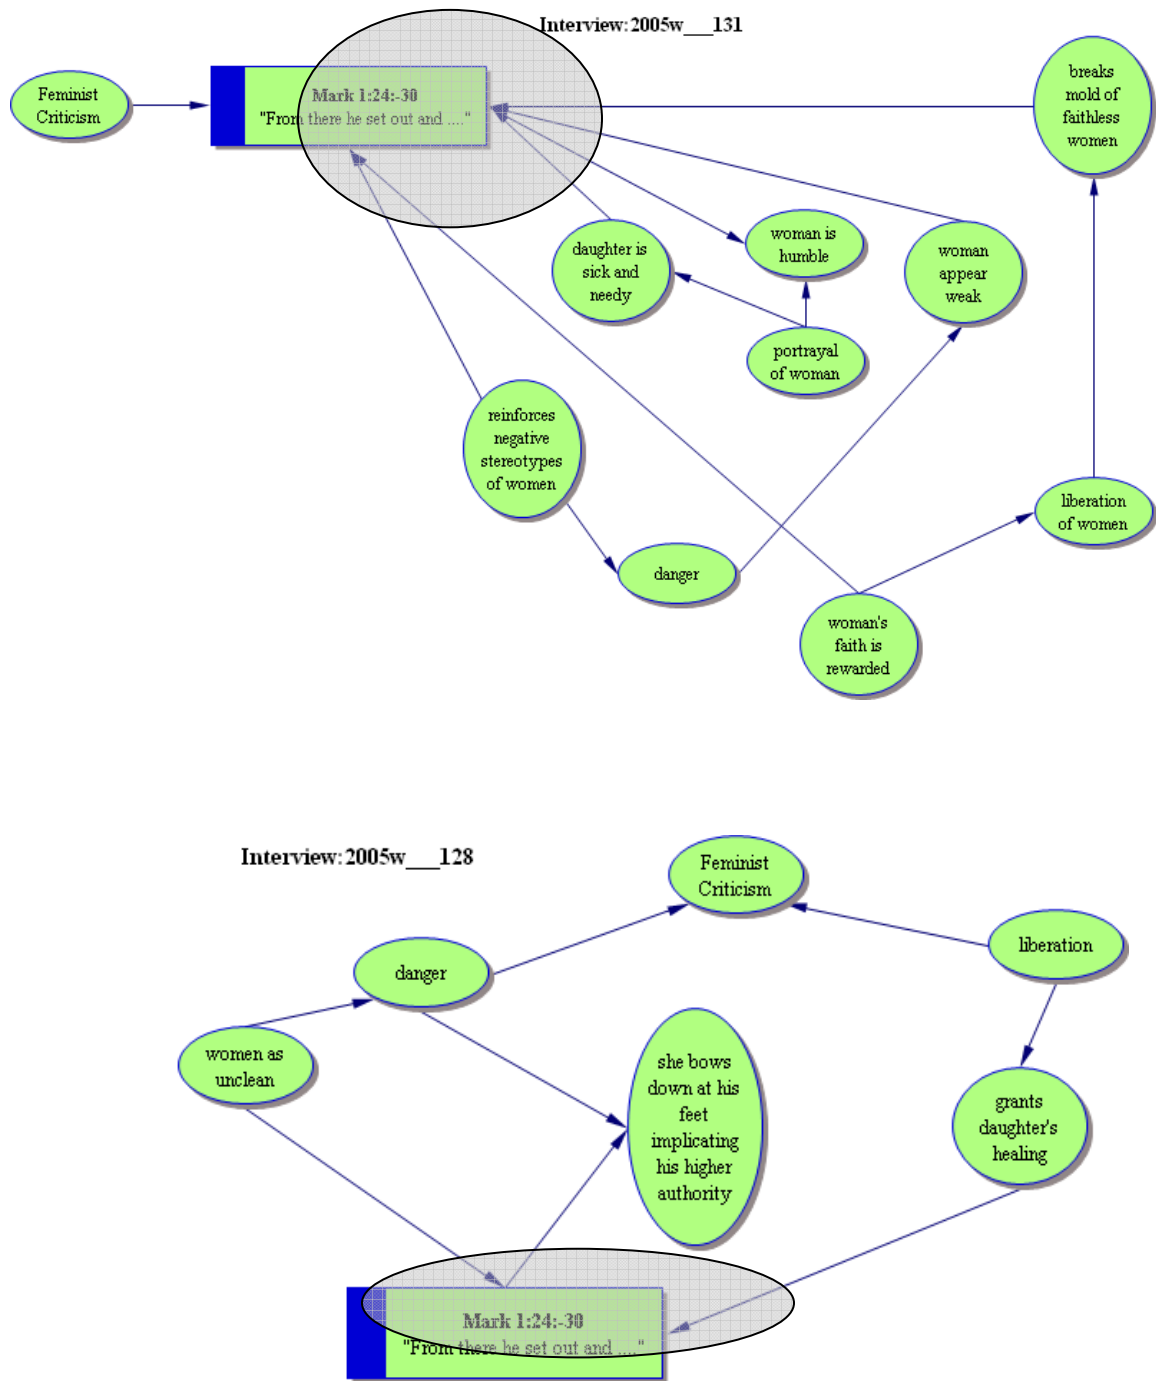 Interview:2005w___131
Feminist
Criticism
Mark 1:24:-30
"From there he set out and ...."
breaks
mold of
faithless
women
daughter is
sick and
needy
woman is
humble
woman
appear
weak
portrayal
of woman
reinforces
negative
stereotypes
of women
liberation
of women
danger
woman's
faith is
rewarded
Interview:2005w___128
Feminist
Criticism
danger
liberation
women as
unclean
she bows
down at his
feet
implicating
his higher
authority
grants
daughter's
healing
Mark 1:24:-30
"From there he set out and ...."